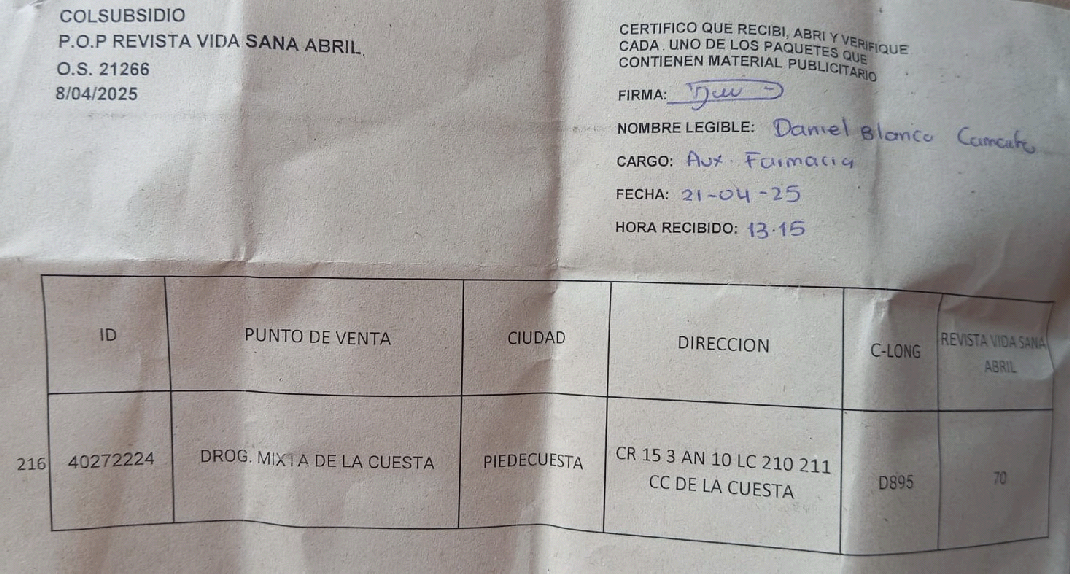 COLSUBSIDIO
P.O.P REVISTA VIDA SANA ABRIL
O.S. 21266
8/04/2025
CERTIFICO QUE RECIBI, ABRI Y VERIFIQUE
CADA UNO DE LOS PAQUETES QUE
CONTIENEN MATERIAL PUBLICITARIO
FIRMA:
NOMBRE LEGIBLE: Daniel Blanco
CARGO: Aux. Farmacia
FECHA: 21-04-25
HORA RECIBIDO: 13.15
ID PUNTO DE VENTA CIUDAD DIRECCION C-LONG REVISTA VIDA SANA
ABRIL
216 40272224 DROG. MIXTA DE LA CUESTA PIEDECUESTA CR 15 3 AN 10 LC 210 211 D895 70
CC DE LA CUESTA